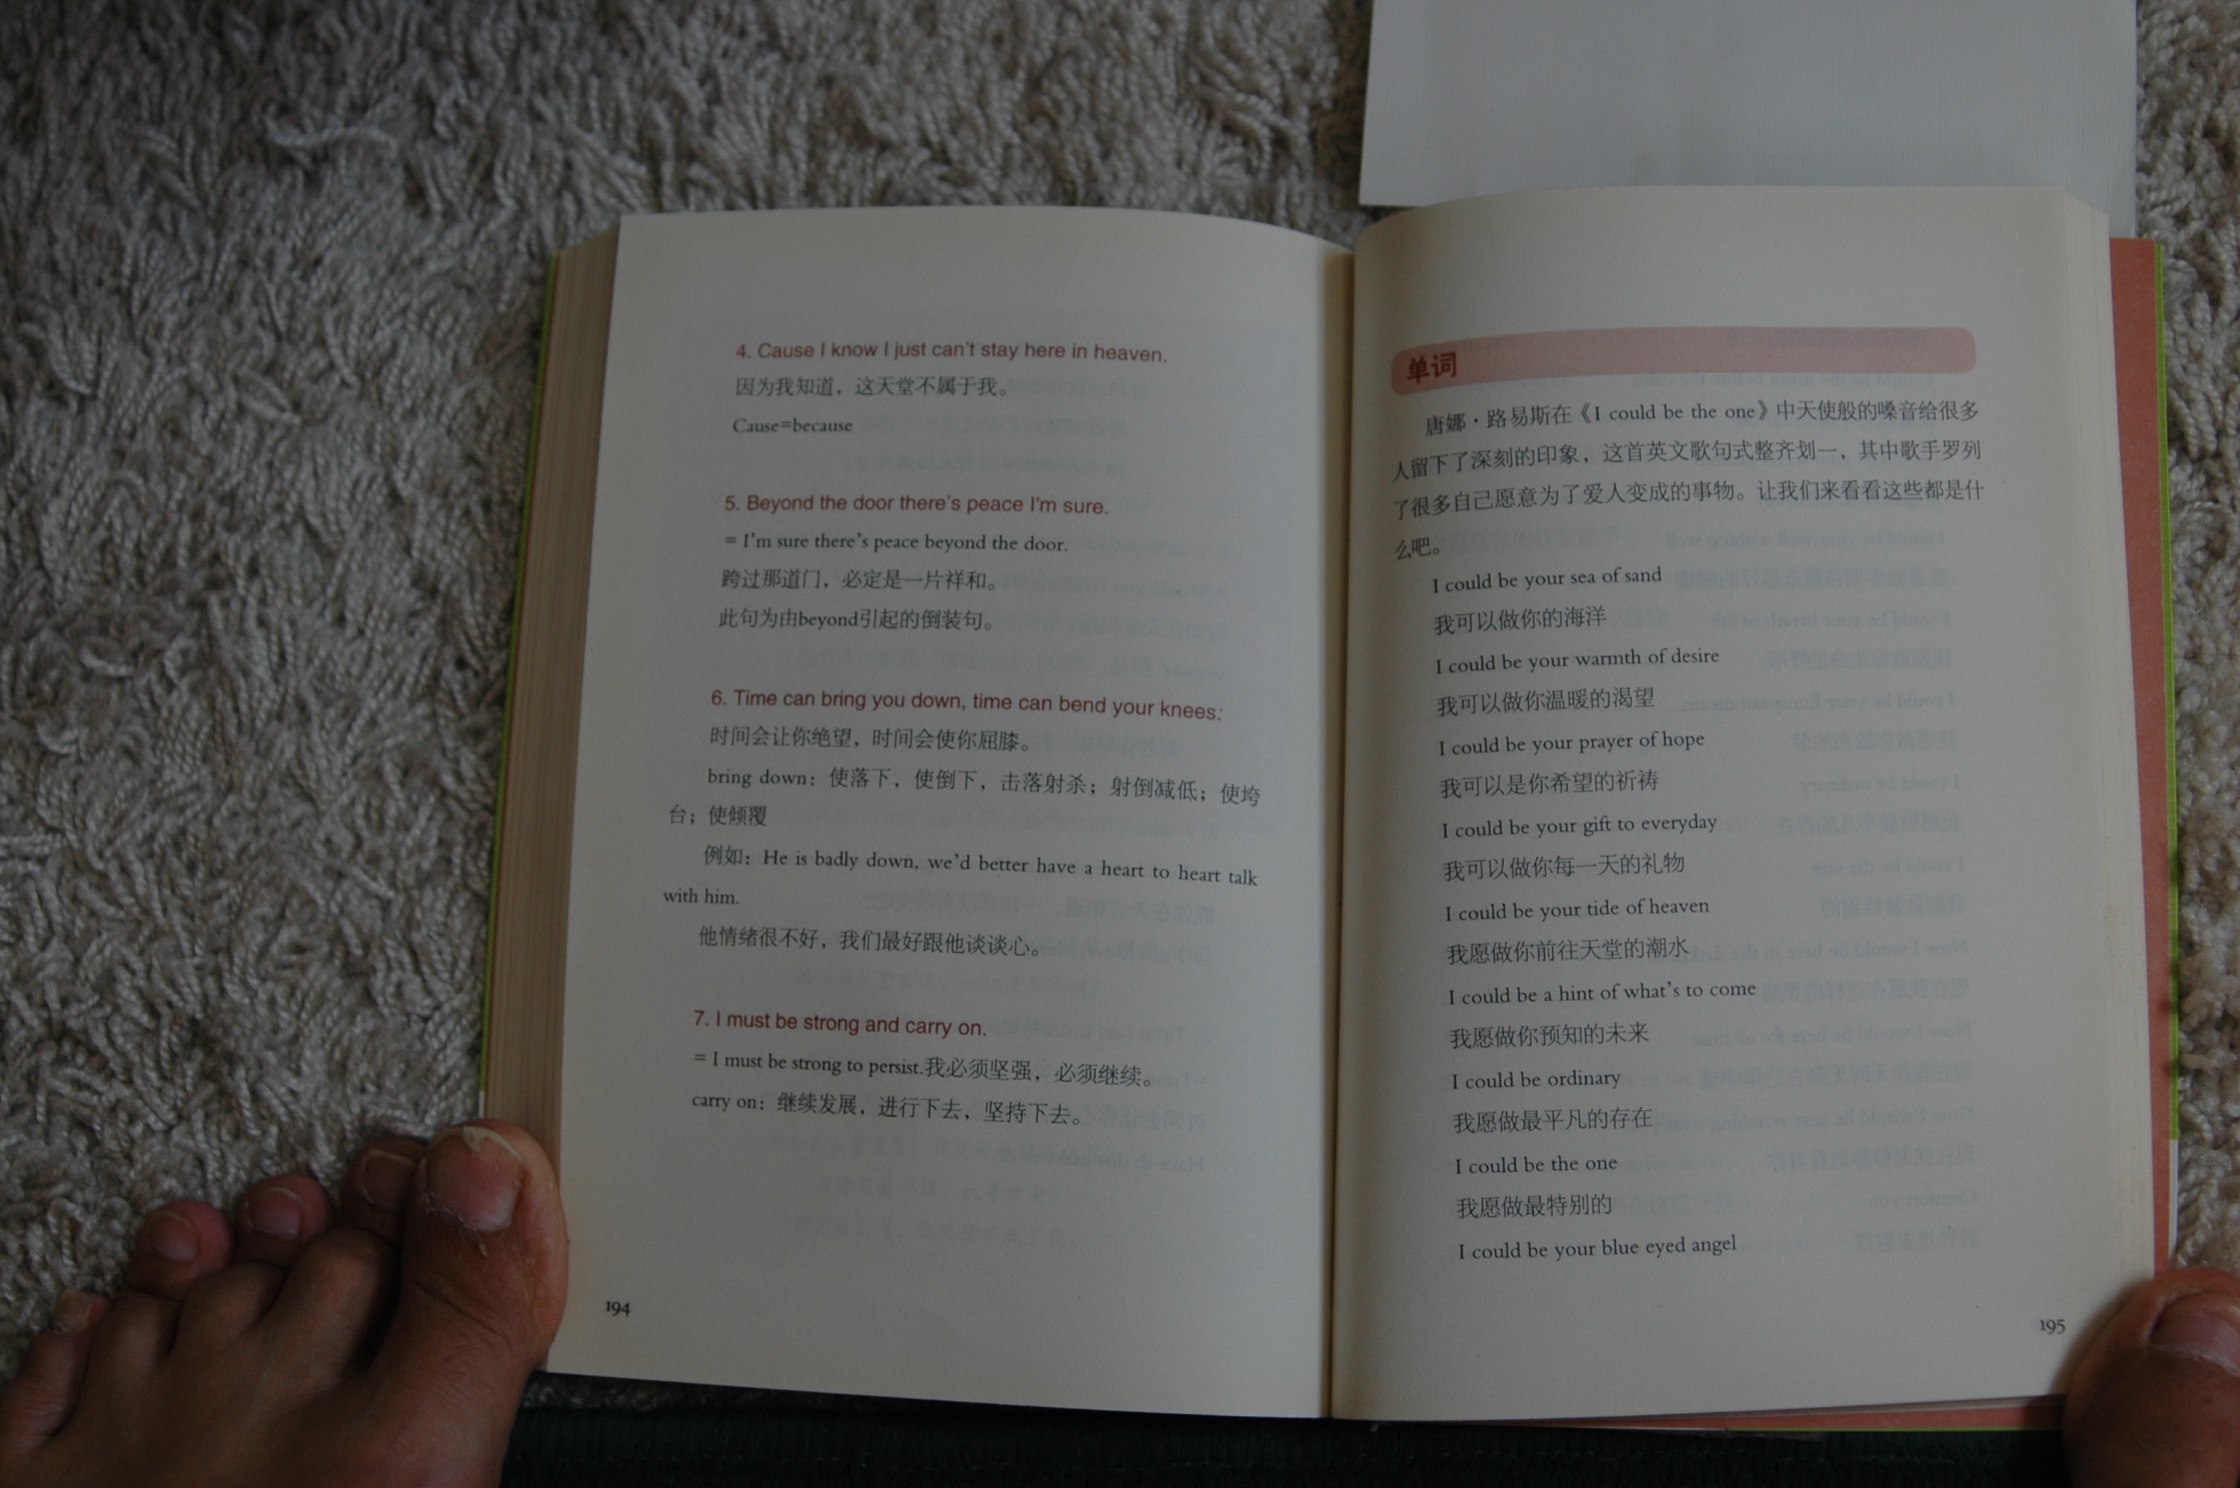 4. Cause I know I just can't stay here in heaven.
因为我知道，这天堂不属于我。
Cause=because
5. Beyond the door there's peace I'm sure.
= I'm sure there's peace beyond the door.
跨过那道门，必定是一片祥和。
此句为由beyond引起的倒装句。
6. Time can bring you down, time can bend your knees:
时间会让你绝望，时间会使你屈膝。
bring down：使落下，使倒下，击落射杀；射倒减低；使垮
台；使倾覆
例如：He is badly down, we'd better have a heart to heart talk
with him.
他情绪很不好，我们最好跟他谈谈心。
7. I must be strong and carry on.
= I must be strong to persist.我必须坚强，必须继续。
carry on：继续发展，进行下去，坚持下去。
194
单词
唐娜·路易斯在《I could be the one》中天使般的嗓音给很多
人留下了深刻的印象，这首英文歌句式整齐划一，其中歌手罗列
了很多自己愿意为了爱人变成的事物。让我们来看看这些都是什
么吧。
I could be your sea of sand
我可以做你的海洋
I could be your warmth of desire
我可以做你温暖的渴望
I could be your prayer of hope
我可以是你希望的祈祷
I could be your gift to everyday
我可以做你每一天的礼物
I could be your tide of heaven
我愿做你前往天堂的潮水
I could be a hint of what's to come
我愿做你预知的未来
I could be ordinary
我愿做最平凡的存在
I could be the one
我愿做最特别的
I could be your blue eyed angel
195